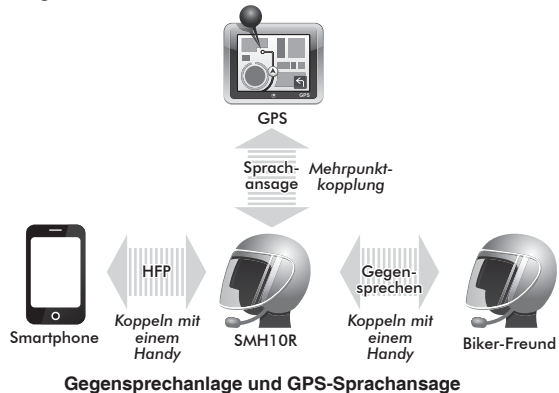 GPS
GPS
Sprach-
ansage
Mehrpunkt-
kopplung
HFP
Gegen-
sprechen
Smartphone
Koppeln mit
einem
Handy
SMH10R
Koppeln mit
einem
Handy
Biker-Freund
Gegensprechanlage und GPS-Sprachansage